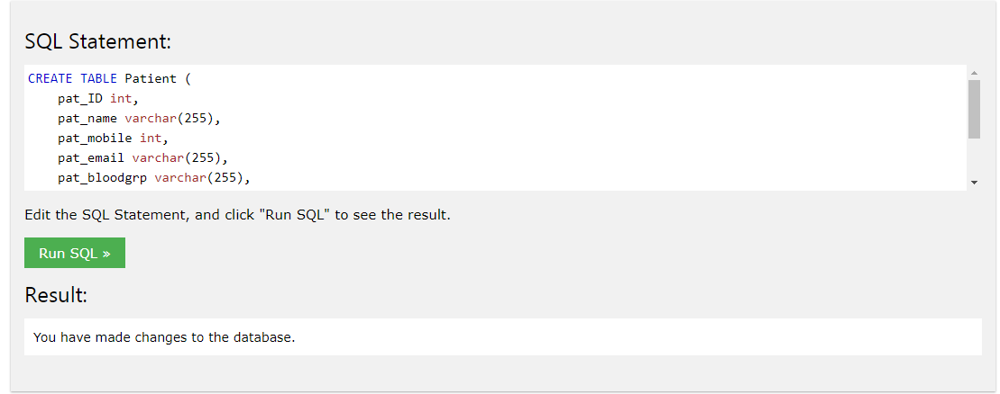 SQL Statement:
CREATE TABLE Patient (
    pat_ID int,
    pat_name varchar(255),
    pat_mobile int,
    pat_email varchar(255),
    pat_bloodgrp varchar(255),
Edit the SQL Statement, and click "Run SQL" to see the result.
Run SQL »
Result:
You have made changes to the database.